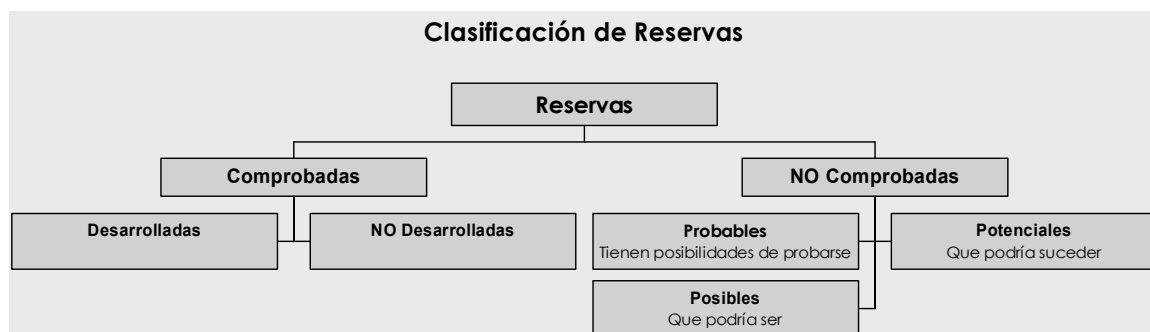 Clasificación de Reservas
Reservas
Comprobadas
NO Comprobadas
Desarrolladas
NO Desarrolladas
Probables
Tienen posibilidades de probarse
Potenciales
Que podría suceder
Posibles
Que podría ser